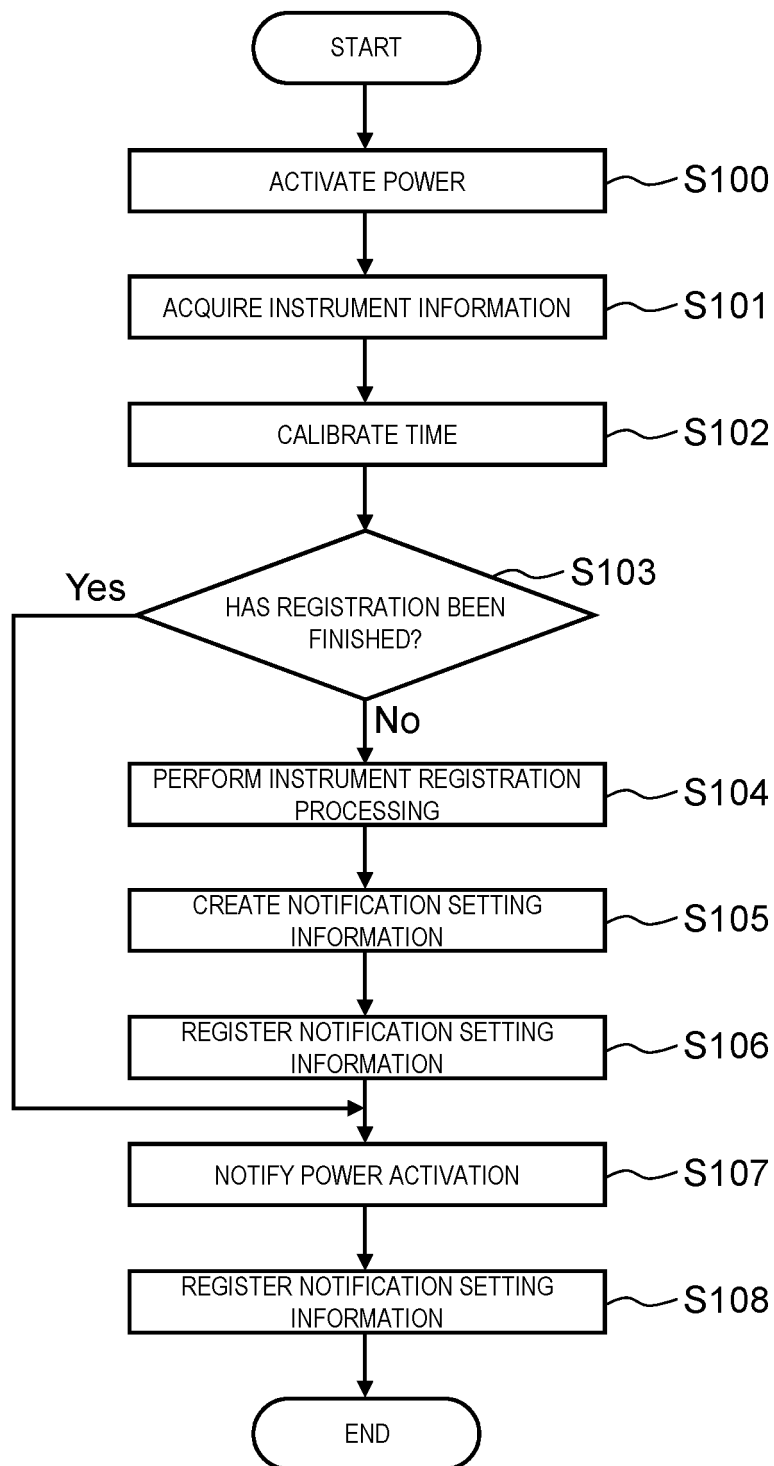 START
ACTIVATE POWER
S100
ACQUIRE INSTRUMENT INFORMATION
S101
CALIBRATE TIME
S102
S103
Yes
HAS REGISTRATION BEEN
FINISHED?
No
PERFORM INSTRUMENT REGISTRATION
PROCESSING
S104
CREATE NOTIFICATION SETTING
INFORMATION
S105
REGISTER NOTIFICATION SETTING
INFORMATION
S106
NOTIFY POWER ACTIVATION
S107
REGISTER NOTIFICATION SETTING
INFORMATION
S108
END